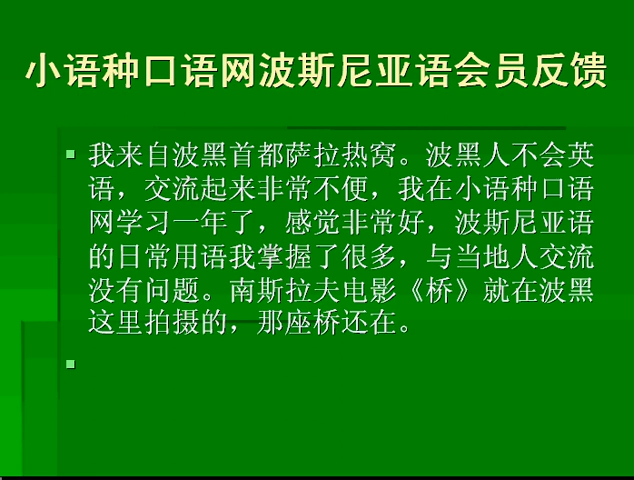 小语种口语网波斯尼亚语会员反馈
我来自波黑首都萨拉热窝。波黑人不会英
语，交流起来非常不便，我在小语种口语
网学习一年了，感觉非常好，波斯尼亚语
的日常用语我掌握了很多，与当地人交流
没有问题。南斯拉夫电影《桥》就在波黑
这里拍摄的，那座桥还在。